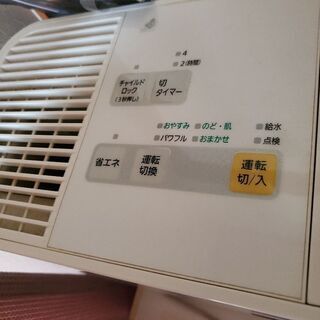 4
2(時間)
チャイルド
ロック
(3秒押し)
切
タイマー
おやすみ のど・肌 給水
パワフル おまかせ 点検
省エネ
運転
切換
運転
切/入